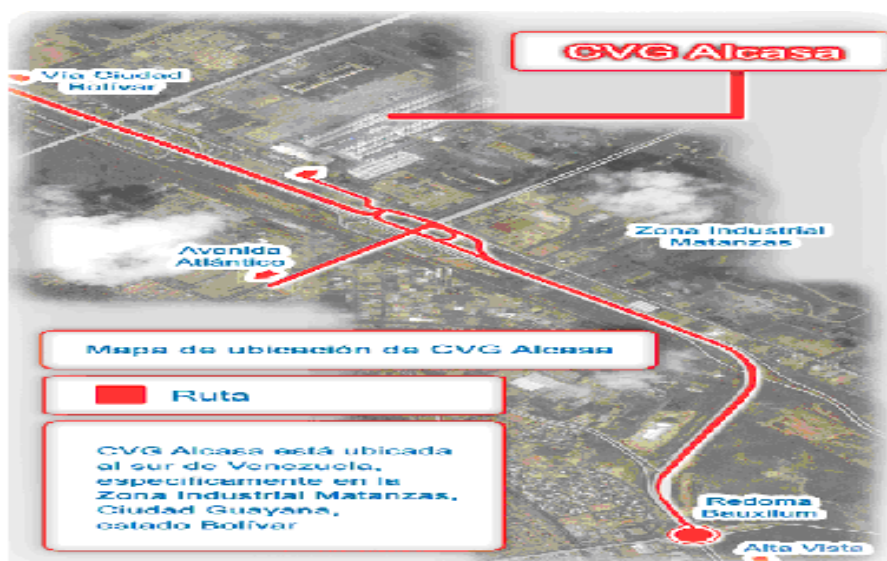 CVG Alcasa
Vía Ciudad
Bolívar
Zona Industrial
Matanzas
Avenida
Atlántico
Mapa de ubicación de CVG Alcasa
Ruta
CVG Alcasa está ubicada
al sur de Venezuela,
específicamente en la
Zona Industrial Matanzas,
Ciudad Guayana,
estado Bolívar
Redoma
Bauxilum
Alta Vista